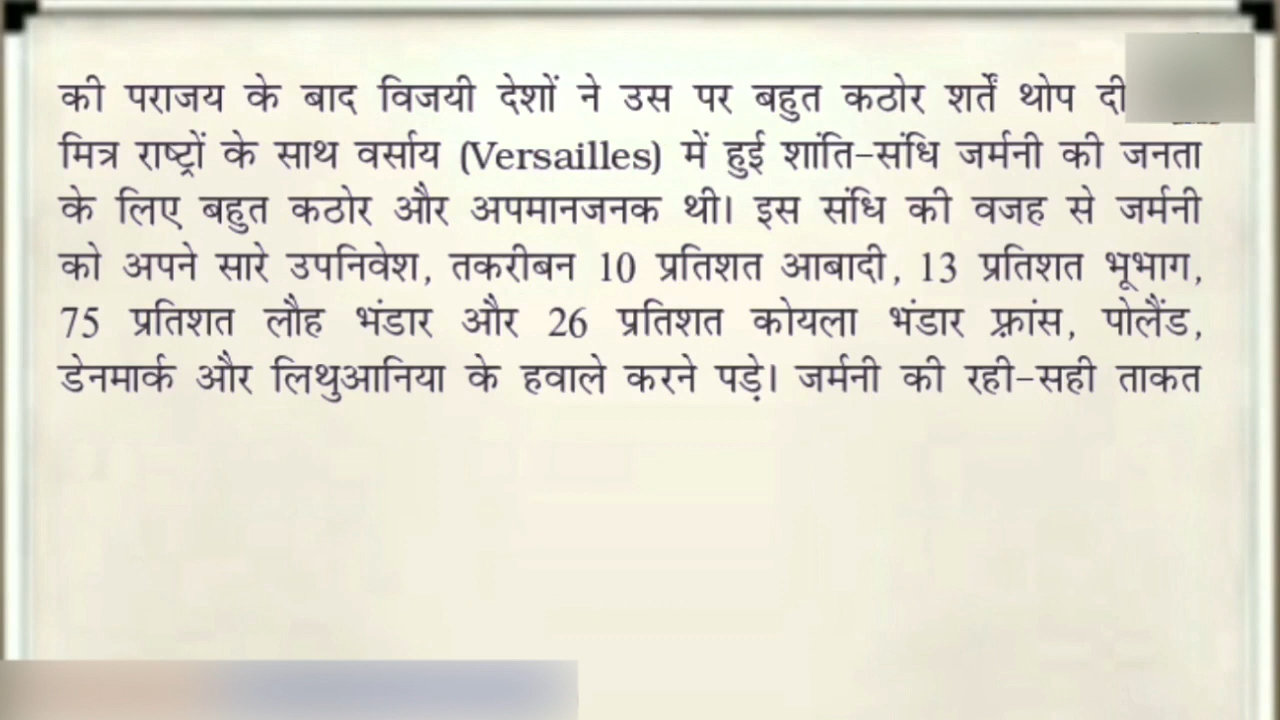 की पराजय के बाद विजयी देशों ने उस पर बहुत कठोर शर्तें थोप दी
मित्र राष्ट्रों के साथ वर्साय (Versailles) में हुई शांति-संधि जर्मनी की जनता
के लिए बहुत कठोर और अपमानजनक थी। इस संधि की वजह से जर्मनी
को अपने सारे उपनिवेश, तकरीबन 10 प्रतिशत आबादी, 13 प्रतिशत भूभाग,
75 प्रतिशत लौह भंडार और 26 प्रतिशत कोयला भंडार फ़्रांस, पोलैंड,
डेनमार्क और लिथुआनिया के हवाले करने पड़े। जर्मनी की रही-सही ताकत